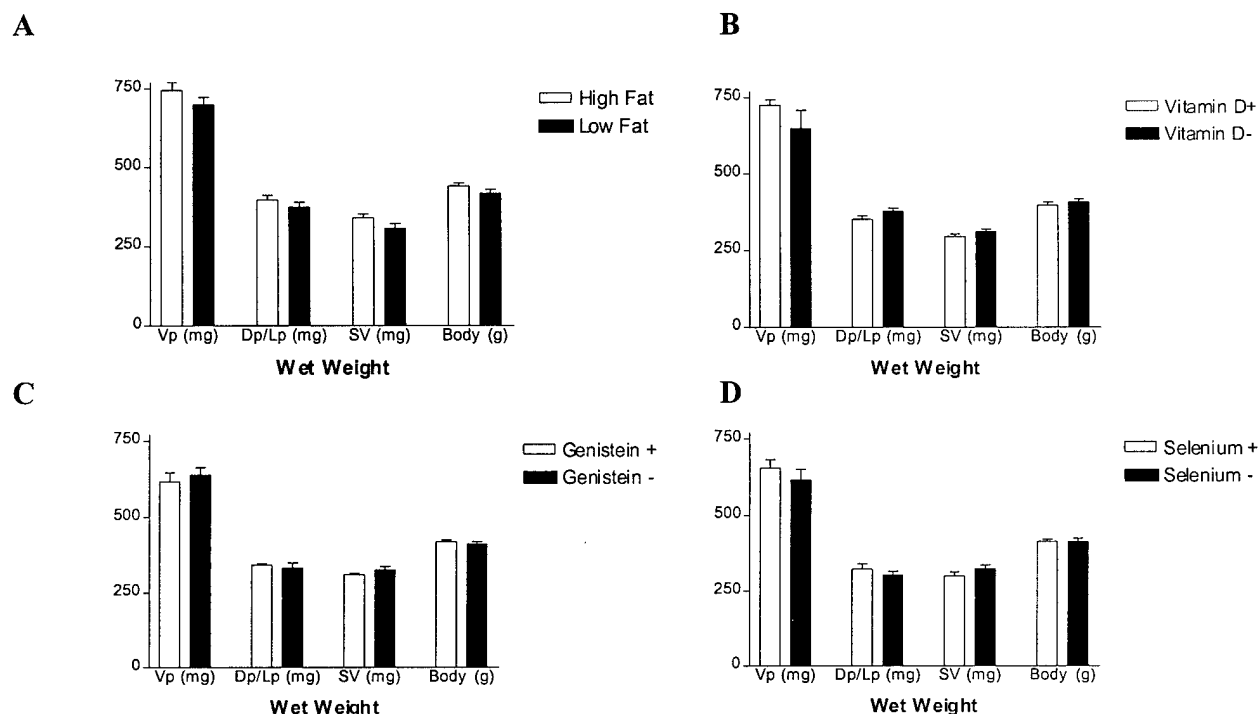 A
750
500
250
0
High Fat
Low Fat
Vp (mg) Dp/Lp (mg) SV (mg) Body (g)
Wet Weight
B
750
500
250
0
Vitamin D+
Vitamin D-
Vp (mg) Dp/Lp (mg) SV (mg) Body (g)
Wet Weight
C
750
500
250
0
Genistein +
Genistein -
Vp (mg) Dp/Lp (mg) SV (mg) Body (g)
Wet Weight
D
750
500
250
0
Selenium +
Selenium -
Vp (mg) Dp/Lp (mg) SV (mg) Body (g)
Wet Weight